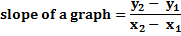 slope of a graph = (y₂ − y₁) / (x₂ − x₁)